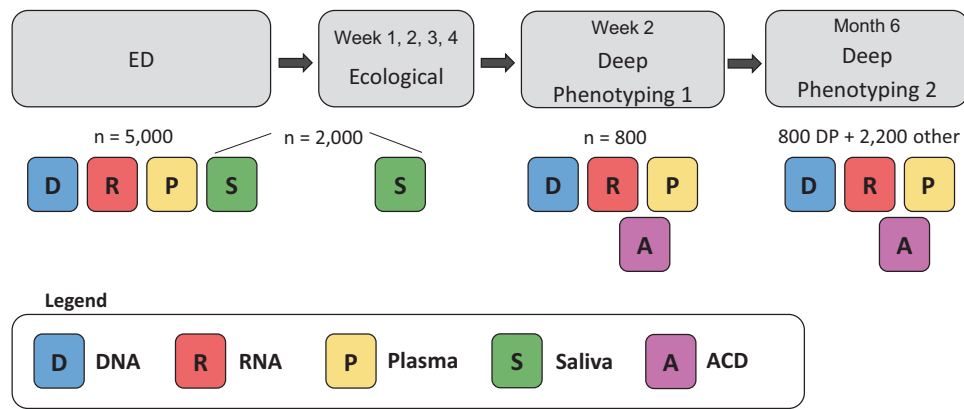 ED
Week 1, 2, 3, 4
Ecological
Week 2
Deep
Phenotyping 1
Month 6
Deep
Phenotyping 2
n = 5,000
n = 2,000
n = 800
800 DP + 2,200 other
D R P S
S
D R P
A
D R P
A
Legend
D DNA R RNA P Plasma S Saliva A ACD